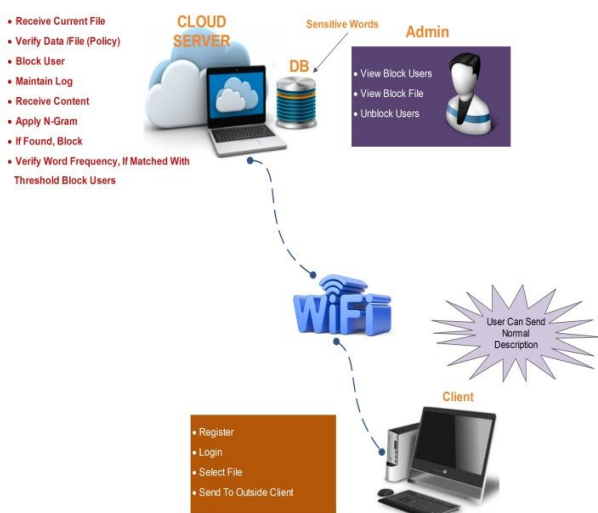 • Receive Current File
• Verify Data /File (Policy)
• Block User
• Maintain Log
• Receive Content
• Apply N-Gram
• If Found, Block
• Verify Word Frequency, If Matched With
Threshold Block Users
CLOUD
SERVER
Sensitive Words
DB
Admin
• View Block Users
• View Block File
• Unblock Users
WiFi
User Can Send
Normal
Description
Client
• Register
• Login
• Select File
• Send To Outside Client